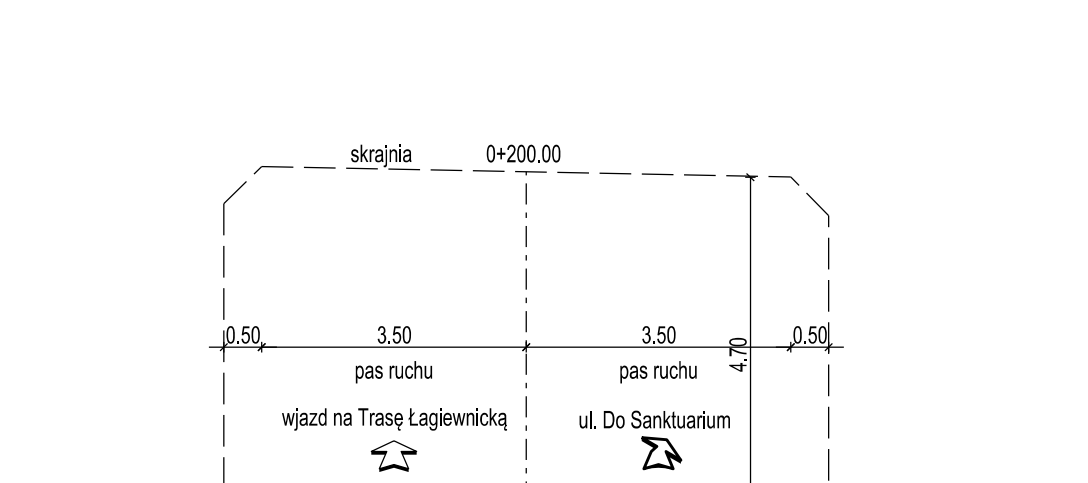 skrajnia 0+200.00
0.50 3.50 3.50 0.50
4.70
pas ruchu pas ruchu
wjazd na Trasę Łagiewnicką ul. Do Sanktuarium